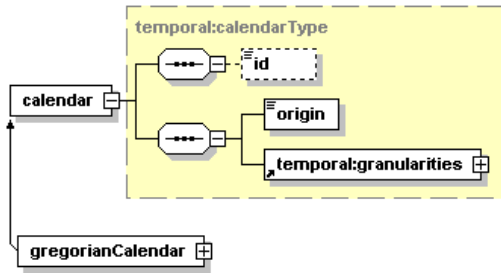 temporal:calendarType
id
calendar
origin
temporal:granularities
gregorianCalendar